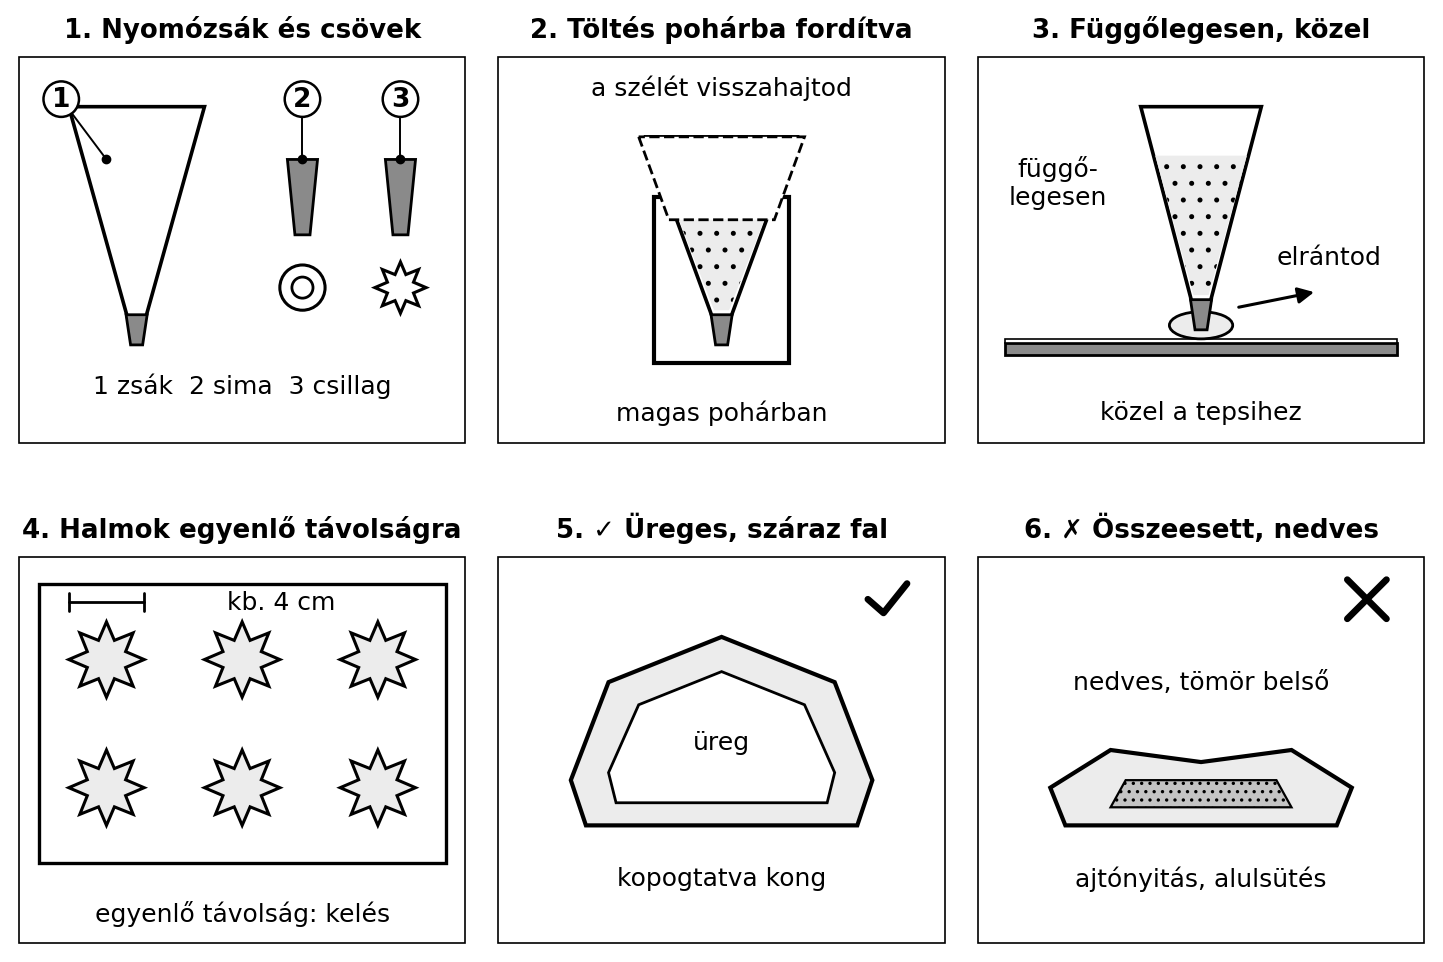 1. Nyomózsák és csövek
1
2
3
1 zsák  2 sima  3 csillag
2. Töltés pohárba fordítva
a szélét visszahajtod
magas pohárban
3. Függőlegesen, közel
függő-
legesen
elrántod
közel a tepsihez
4. Halmok egyenlő távolságra
kb. 4 cm
egyenlő távolság: kelés
5. ✓ Üreges, száraz fal
üreg
kopogtatva kong
6. ✗ Összeesett, nedves
nedves, tömör belső
ajtónyitás, alulsütés